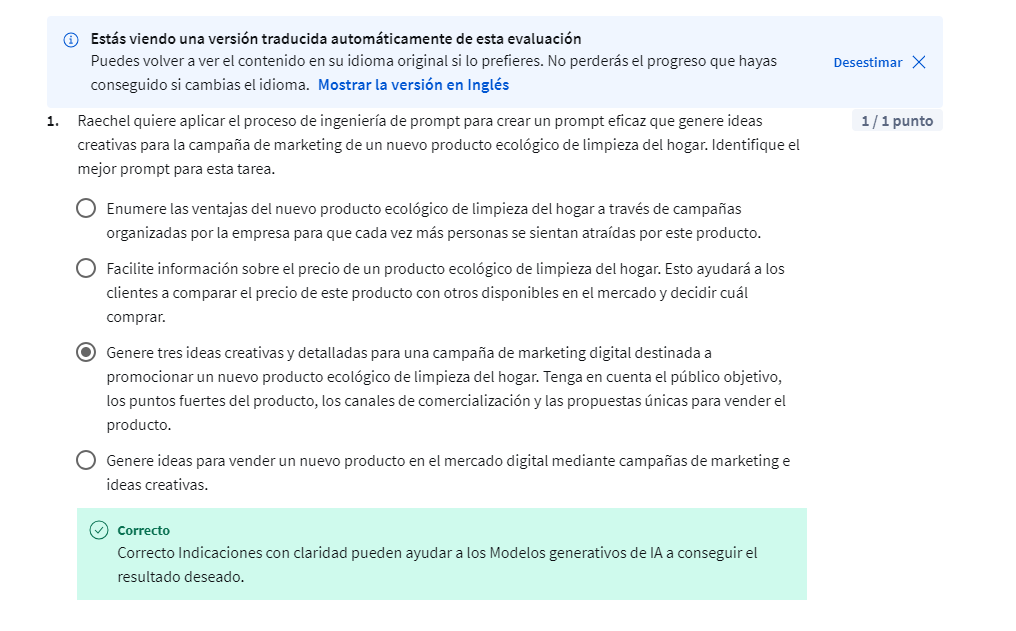 Estás viendo una versión traducida automáticamente de esta evaluación
Puedes volver a ver el contenido en su idioma original si lo prefieres. No perderás el progreso que hayas
conseguido si cambias el idioma. Mostrar la versión en Inglés
Desestimar
1. Raechel quiere aplicar el proceso de ingeniería de prompt para crear un prompt eficaz que genere ideas
creativas para la campaña de marketing de un nuevo producto ecológico de limpieza del hogar. Identifique el
mejor prompt para esta tarea.
1 / 1 punto
Enumere las ventajas del nuevo producto ecológico de limpieza del hogar a través de campañas
organizadas por la empresa para que cada vez más personas se sientan atraídas por este producto.
Facilite información sobre el precio de un producto ecológico de limpieza del hogar. Esto ayudará a los
clientes a comparar el precio de este producto con otros disponibles en el mercado y decidir cuál
comprar.
Genere tres ideas creativas y detalladas para una campaña de marketing digital destinada a
promocionar un nuevo producto ecológico de limpieza del hogar. Tenga en cuenta el público objetivo,
los puntos fuertes del producto, los canales de comercialización y las propuestas únicas para vender el
producto.
Genere ideas para vender un nuevo producto en el mercado digital mediante campañas de marketing e
ideas creativas.
Correcto
Correcto Indicaciones con claridad pueden ayudar a los Modelos generativos de IA a conseguir el
resultado deseado.